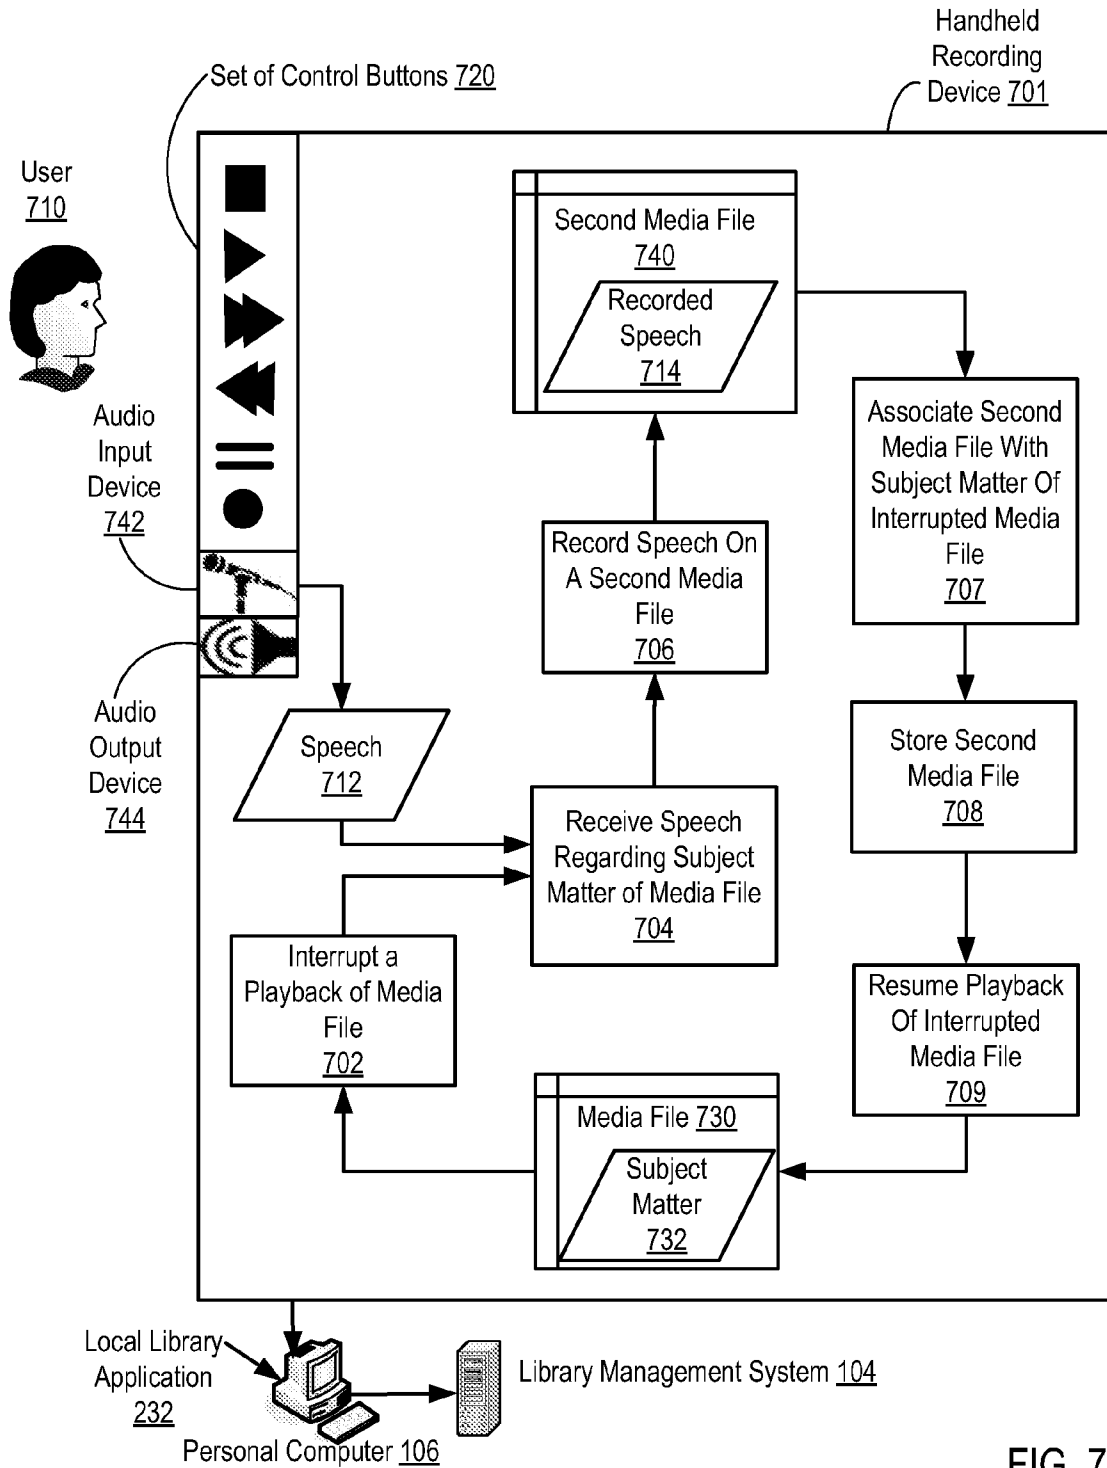 Handheld
Recording
Device 701
Set of Control Buttons 720
User
710
Second Media File
740
Recorded
Speech
714
Audio
Input
Device
742
Associate Second
Media File With
Subject Matter Of
Interrupted Media
File
707
Record Speech On
A Second Media
File
706
Audio
Output
Device
744
Speech
712
Store Second
Media File
708
Receive Speech
Regarding Subject
Matter of Media File
704
Interrupt a
Playback of Media
File
702
Resume Playback
Of Interrupted
Media File
709
Media File 730
Subject
Matter
732
Local Library
Application
232
Library Management System 104
Personal Computer 106
FIG. 7